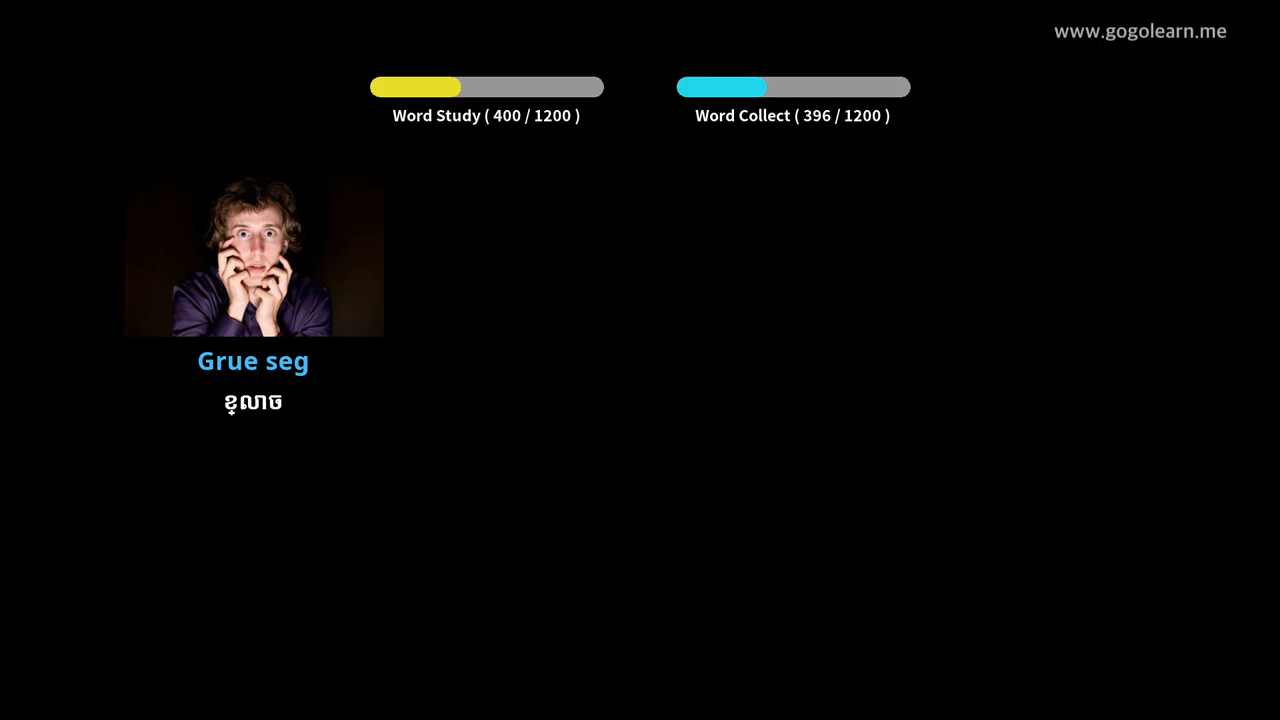 www.gogolearn.me
Word Study ( 400 / 1200 )
Word Collect ( 396 / 1200 )
Grue seg
ខ្លាច